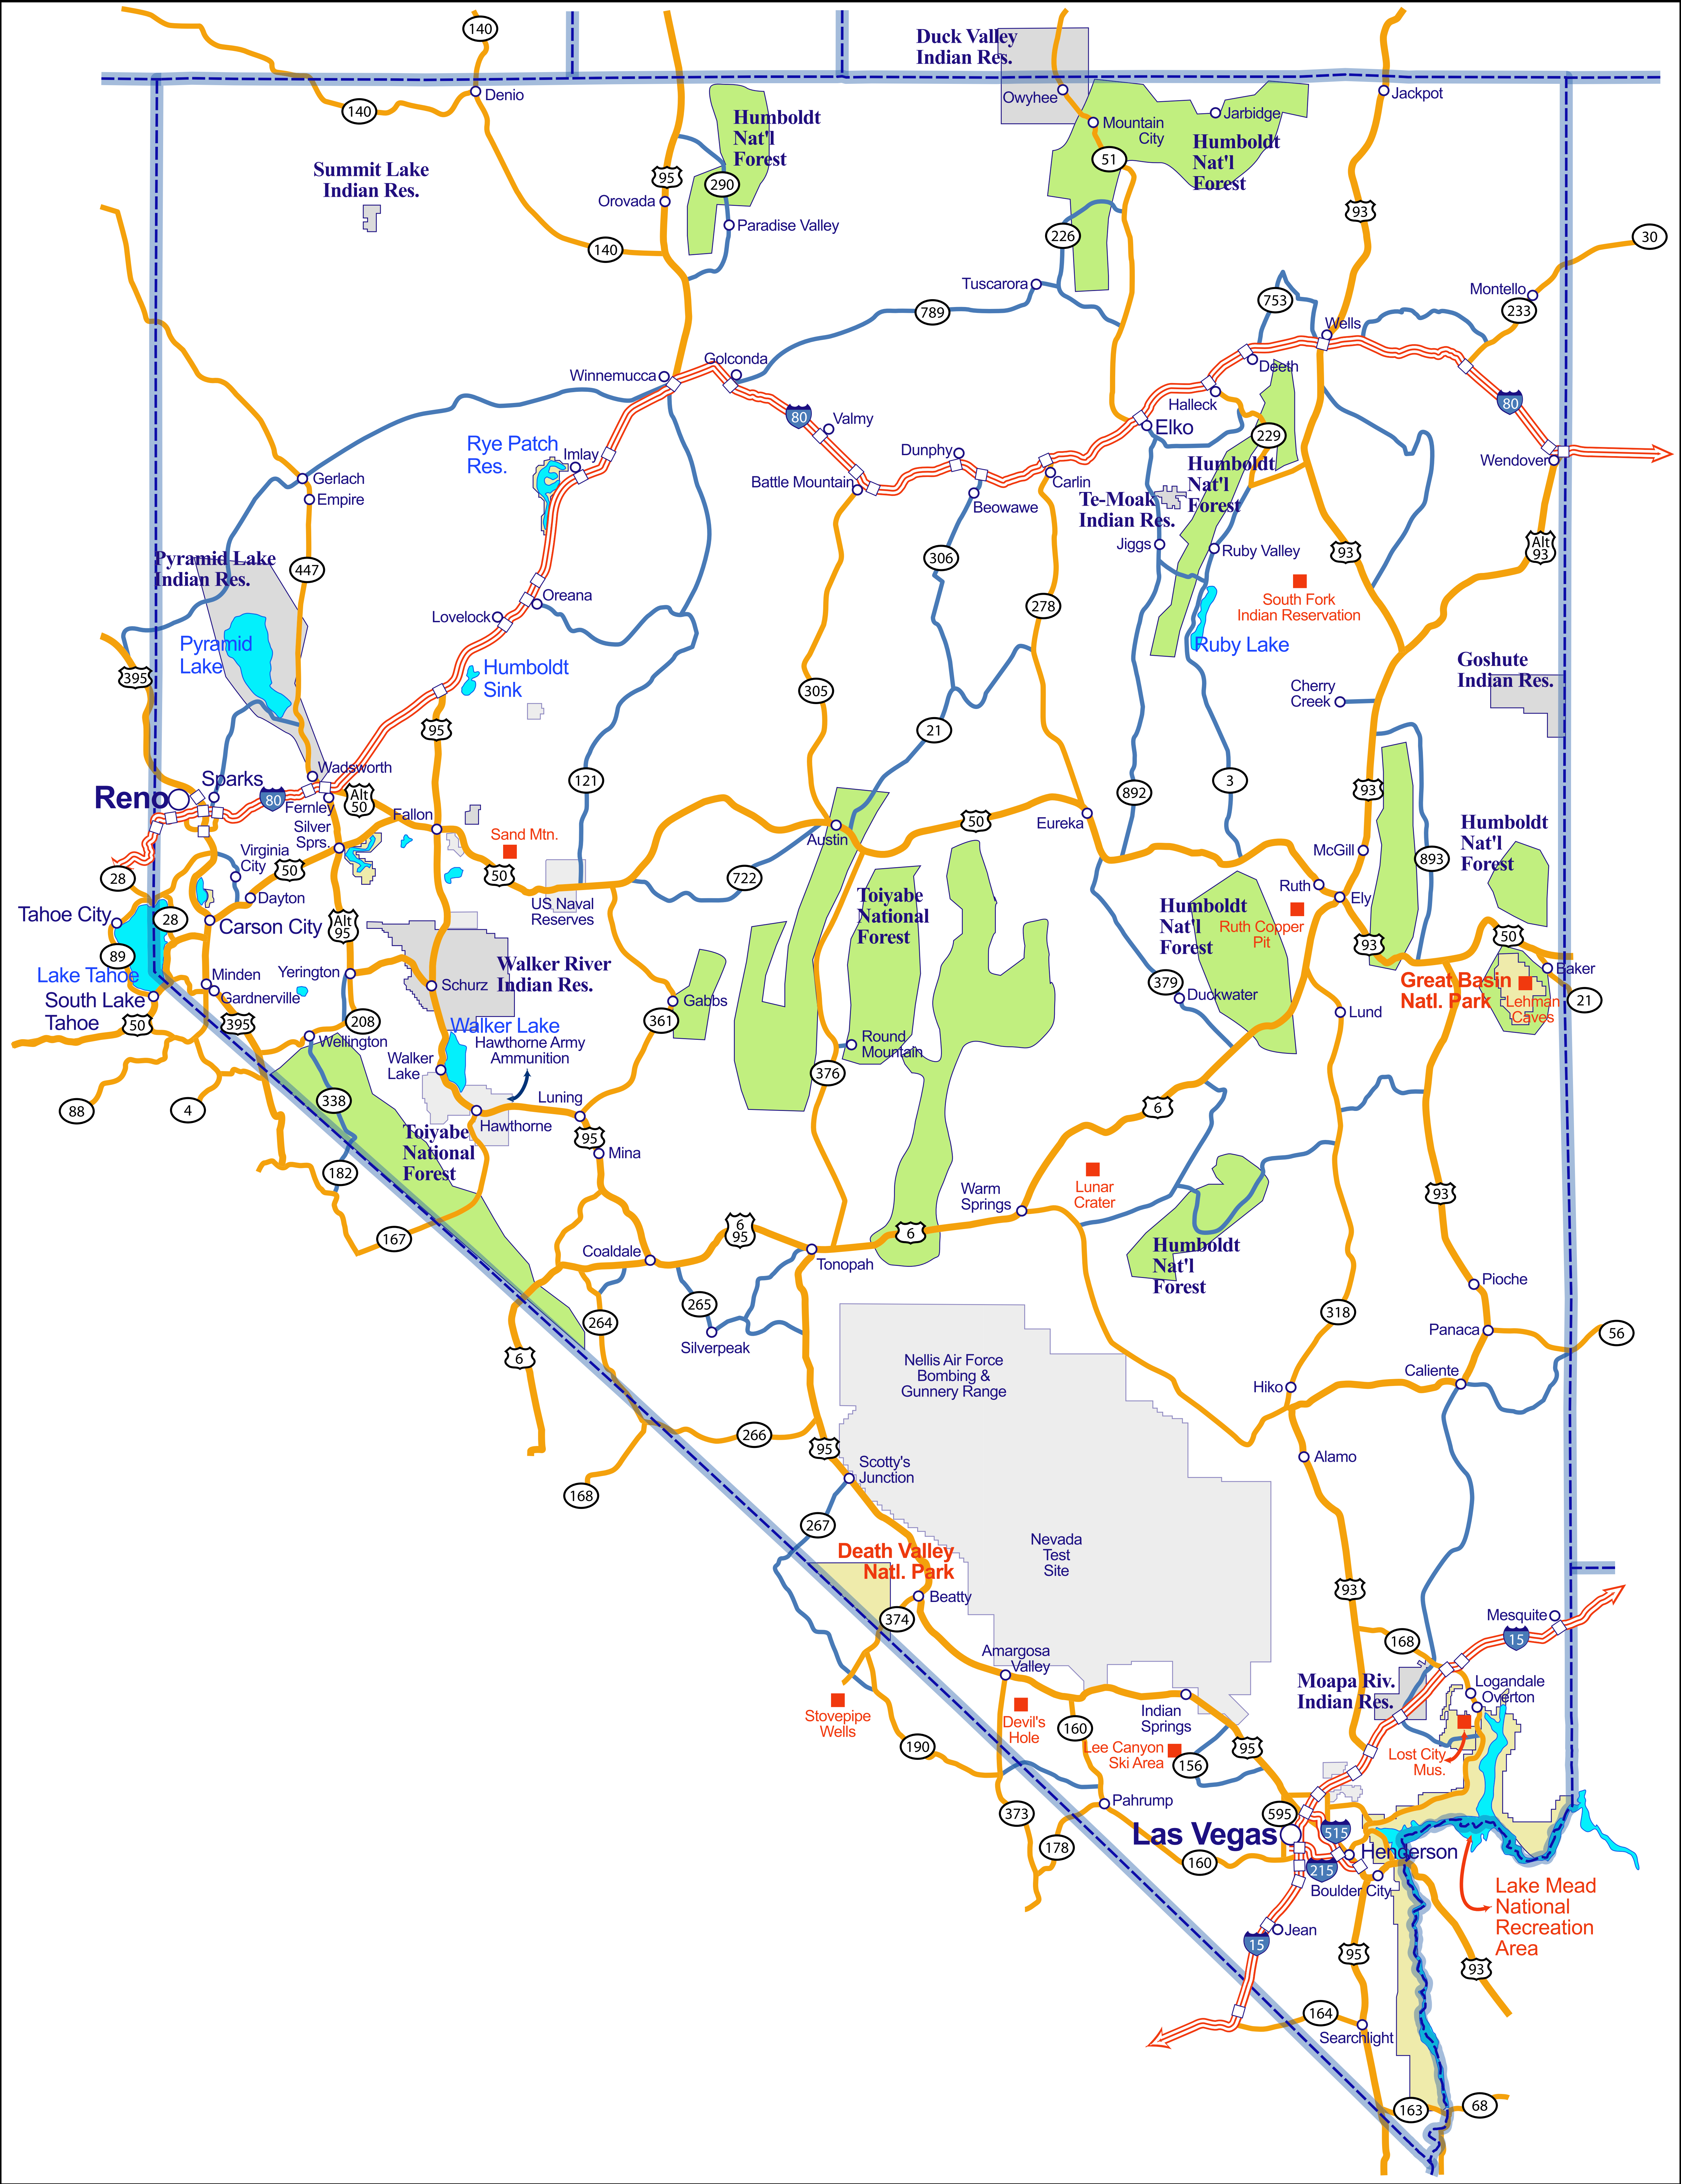 140
Duck Valley
Indian Res.
Denio
140
Owyhee
Jackpot
Mountain
City
Jarbidge
Humboldt
Nat'l
Forest
Humboldt
Nat'l
Forest
51
Summit Lake
Indian Res.
95
290
Orovada
Paradise Valley
93
226
140
30
Tuscarora
Montello
753
233
789
Wells
Golconda
Deeth
Winnemucca
Halleck
80
80
Valmy
Elko
229
Rye Patch
Res.
Imlay
Dunphy
Wendover
Humboldt
Nat'l
Forest
Gerlach
Empire
Battle Mountain
Carlin
Beowawe
Te-Moak
Indian Res.
Jiggs
Ruby Valley
93
Alt
93
Pyramid Lake
Indian Res.
447
306
South Fork
Indian Reservation
Oreana
Lovelock
278
Pyramid
Lake
Ruby Lake
395
Humboldt
Sink
Goshute
Indian Res.
305
Cherry
Creek
95
21
Wadsworth
Sparks
Reno
80
Fernley
Alt
50
121
892
3
93
Fallon
Silver
Sprs.
Sand Mtn.
50
Eureka
Austin
Humboldt
Nat'l
Forest
McGill
893
Virginia
City
50
28
50
722
US Naval
Reserves
Ruth
Ely
Dayton
Tahoe City
28
Carson City
Alt
95
Toiyabe
National
Forest
Humboldt
Nat'l
Forest
Ruth Copper
Pit
93
50
89
Lake Tahoe
Minden
Gardnerville
Yerington
Schurz
Walker River
Indian Res.
Baker
Great Basin
Natl. Park
Lehman
Caves
21
379
Duckwater
South Lake
Tahoe
50
395
208
Gabbs
361
Lund
Walker Lake
Hawthorne Army
Ammunition
Wellington
Walker
Lake
Round
Mountain
376
88
4
338
Luning
6
Hawthorne
95
Toiyabe
National
Forest
Mina
182
Lunar
Crater
Warm
Springs
93
167
6
95
6
Coaldale
Tonopah
Humboldt
Nat'l
Forest
Pioche
265
264
318
Silverpeak
Panaca
56
6
Nellis Air Force
Bombing &
Gunnery Range
Caliente
Hiko
266
95
Alamo
Scotty's
Junction
168
267
Nevada
Test
Site
Death Valley
Natl. Park
93
Beatty
374
Mesquite
15
168
Amargosa
Valley
Moapa Riv.
Indian Res.
Logandale
Overton
Stovepipe
Wells
Devil's
Hole
160
Indian
Springs
190
Lee Canyon
Ski Area
156
95
Lost City
Mus.
Pahrump
373
595
Las Vegas
515
178
160
215
Henderson
Boulder City
Lake Mead
National
Recreation
Area
Jean
15
95
93
164
Searchlight
163
68